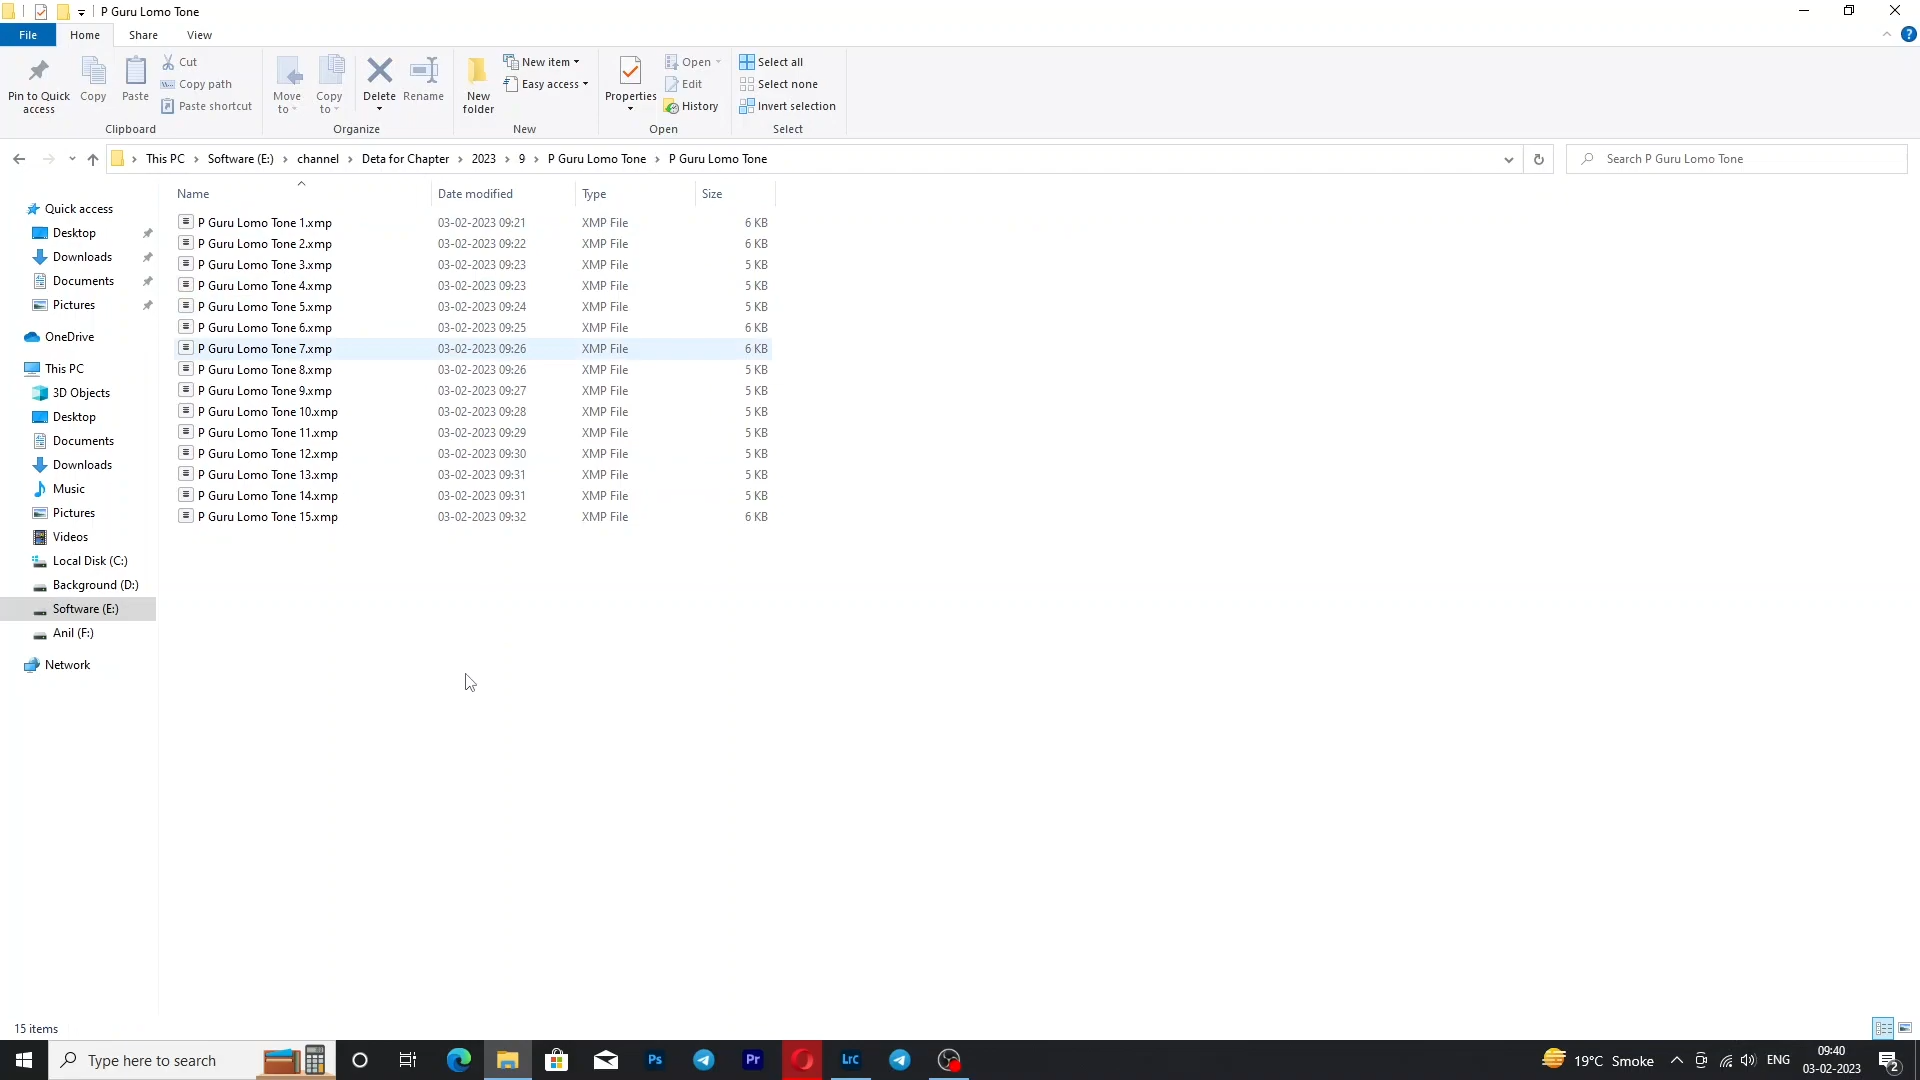 P Guru Lomo Tone
File Home Share View
Pin to Quick access
Copy
Paste
Cut
Copy path
Paste shortcut
Clipboard
Move to
Copy to
Delete
Rename
Organize
New folder
New item
Easy access
New
Properties
Open
Edit
History
Open
Select all
Select none
Invert selection
Select
This PC > Software (E:) > channel > Deta for Chapter > 2023 > 9 > P Guru Lomo Tone > P Guru Lomo Tone
Search P Guru Lomo Tone
Quick access
Desktop
Downloads
Documents
Pictures
OneDrive
This PC
3D Objects
Desktop
Documents
Downloads
Music
Pictures
Videos
Local Disk (C:)
Background (D:)
Software (E:)
Anil (F:)
Network
Name Date modified Type Size
P Guru Lomo Tone 1.xmp 03-02-2023 09:21 XMP File 6 KB
P Guru Lomo Tone 2.xmp 03-02-2023 09:22 XMP File 6 KB
P Guru Lomo Tone 3.xmp 03-02-2023 09:23 XMP File 5 KB
P Guru Lomo Tone 4.xmp 03-02-2023 09:23 XMP File 5 KB
P Guru Lomo Tone 5.xmp 03-02-2023 09:24 XMP File 5 KB
P Guru Lomo Tone 6.xmp 03-02-2023 09:25 XMP File 6 KB
P Guru Lomo Tone 7.xmp 03-02-2023 09:26 XMP File 6 KB
P Guru Lomo Tone 8.xmp 03-02-2023 09:26 XMP File 5 KB
P Guru Lomo Tone 9.xmp 03-02-2023 09:27 XMP File 5 KB
P Guru Lomo Tone 10.xmp 03-02-2023 09:28 XMP File 5 KB
P Guru Lomo Tone 11.xmp 03-02-2023 09:29 XMP File 5 KB
P Guru Lomo Tone 12.xmp 03-02-2023 09:30 XMP File 5 KB
P Guru Lomo Tone 13.xmp 03-02-2023 09:31 XMP File 5 KB
P Guru Lomo Tone 14.xmp 03-02-2023 09:31 XMP File 5 KB
P Guru Lomo Tone 15.xmp 03-02-2023 09:32 XMP File 6 KB
15 items
Type here to search
Ps
Pr
Lrc
19°C Smoke
ENG
09:40
03-02-2023
2